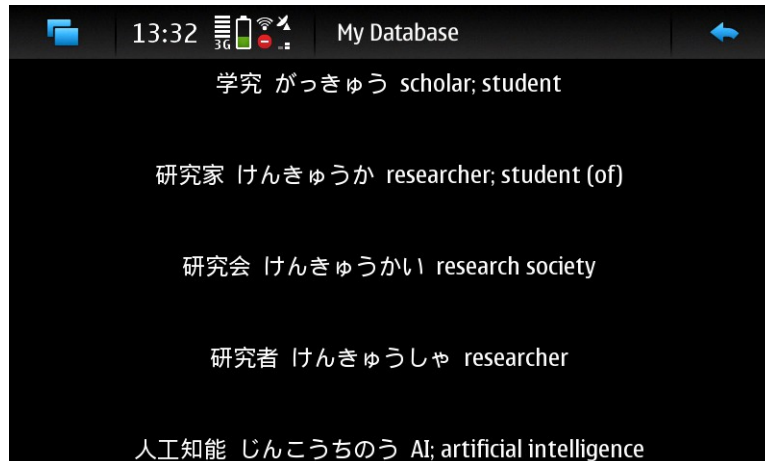 13:32 3G My Database
学究 がっきゅう scholar; student
研究家 けんきゅうか researcher; student (of)
研究会 けんきゅうかい research society
研究者 けんきゅうしゃ researcher
人工知能 じんこうちのう AI; artificial intelligence